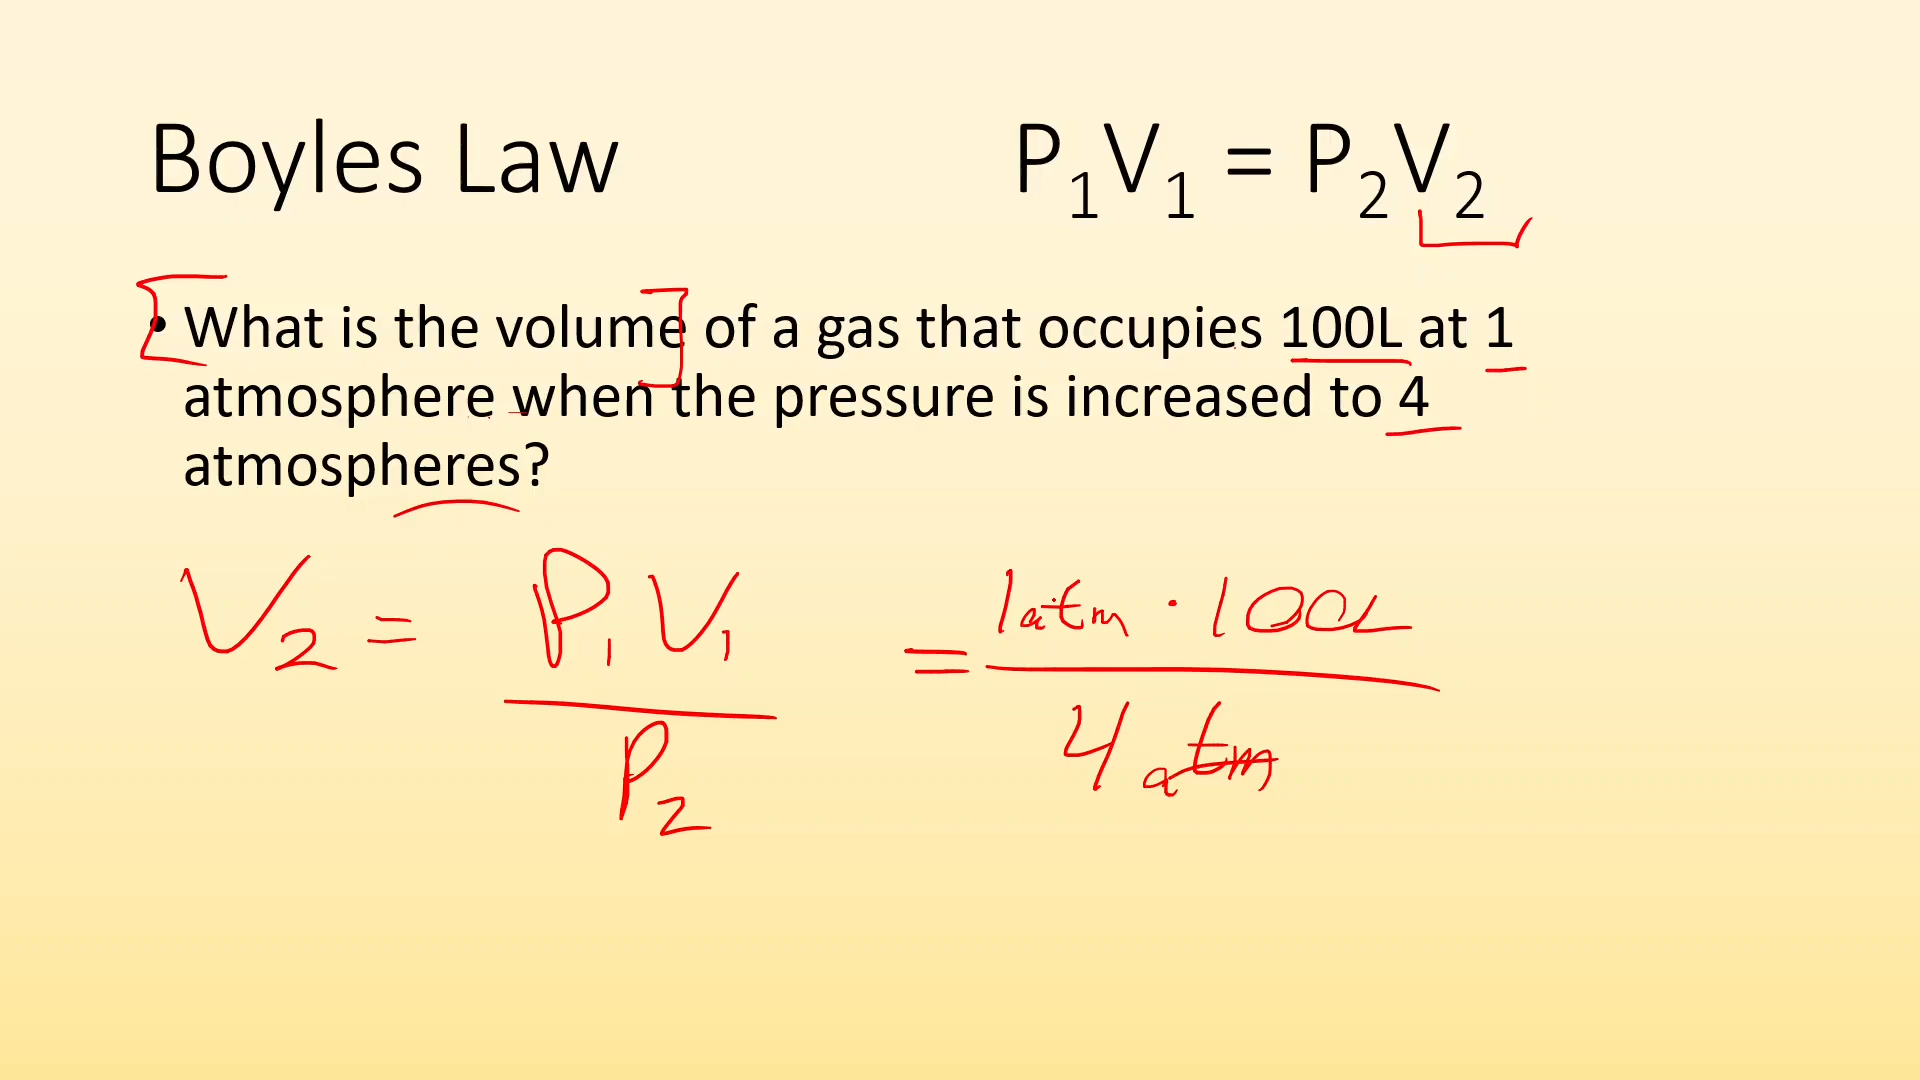 Boyles Law
P₁V₁ = P₂V₂
• What is the volume of a gas that occupies 100L at 1
atmosphere when the pressure is increased to 4
atmospheres?
V₂ = P₁V₁ = 1atm · 100L
P₂ 4 atm